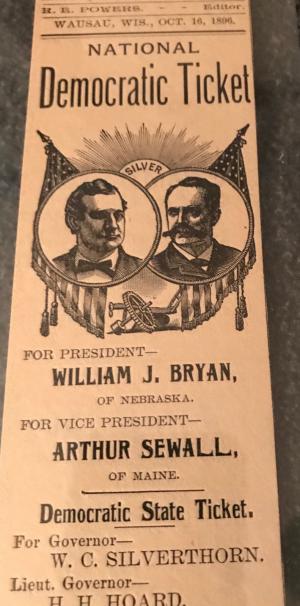 R. E. POWERS. - - Editor.
WAUSAU, WIS., OCT. 16, 1896.
NATIONAL
Democratic Ticket
SILVER
FOR PRESIDENT—
WILLIAM J. BRYAN,
OF NEBRASKA.
FOR VICE PRESIDENT—
ARTHUR SEWALL,
OF MAINE.
Democratic State Ticket.
For Governor—
W. C. SILVERTHORN.
Lieut. Governor—
H. H. HOARD.